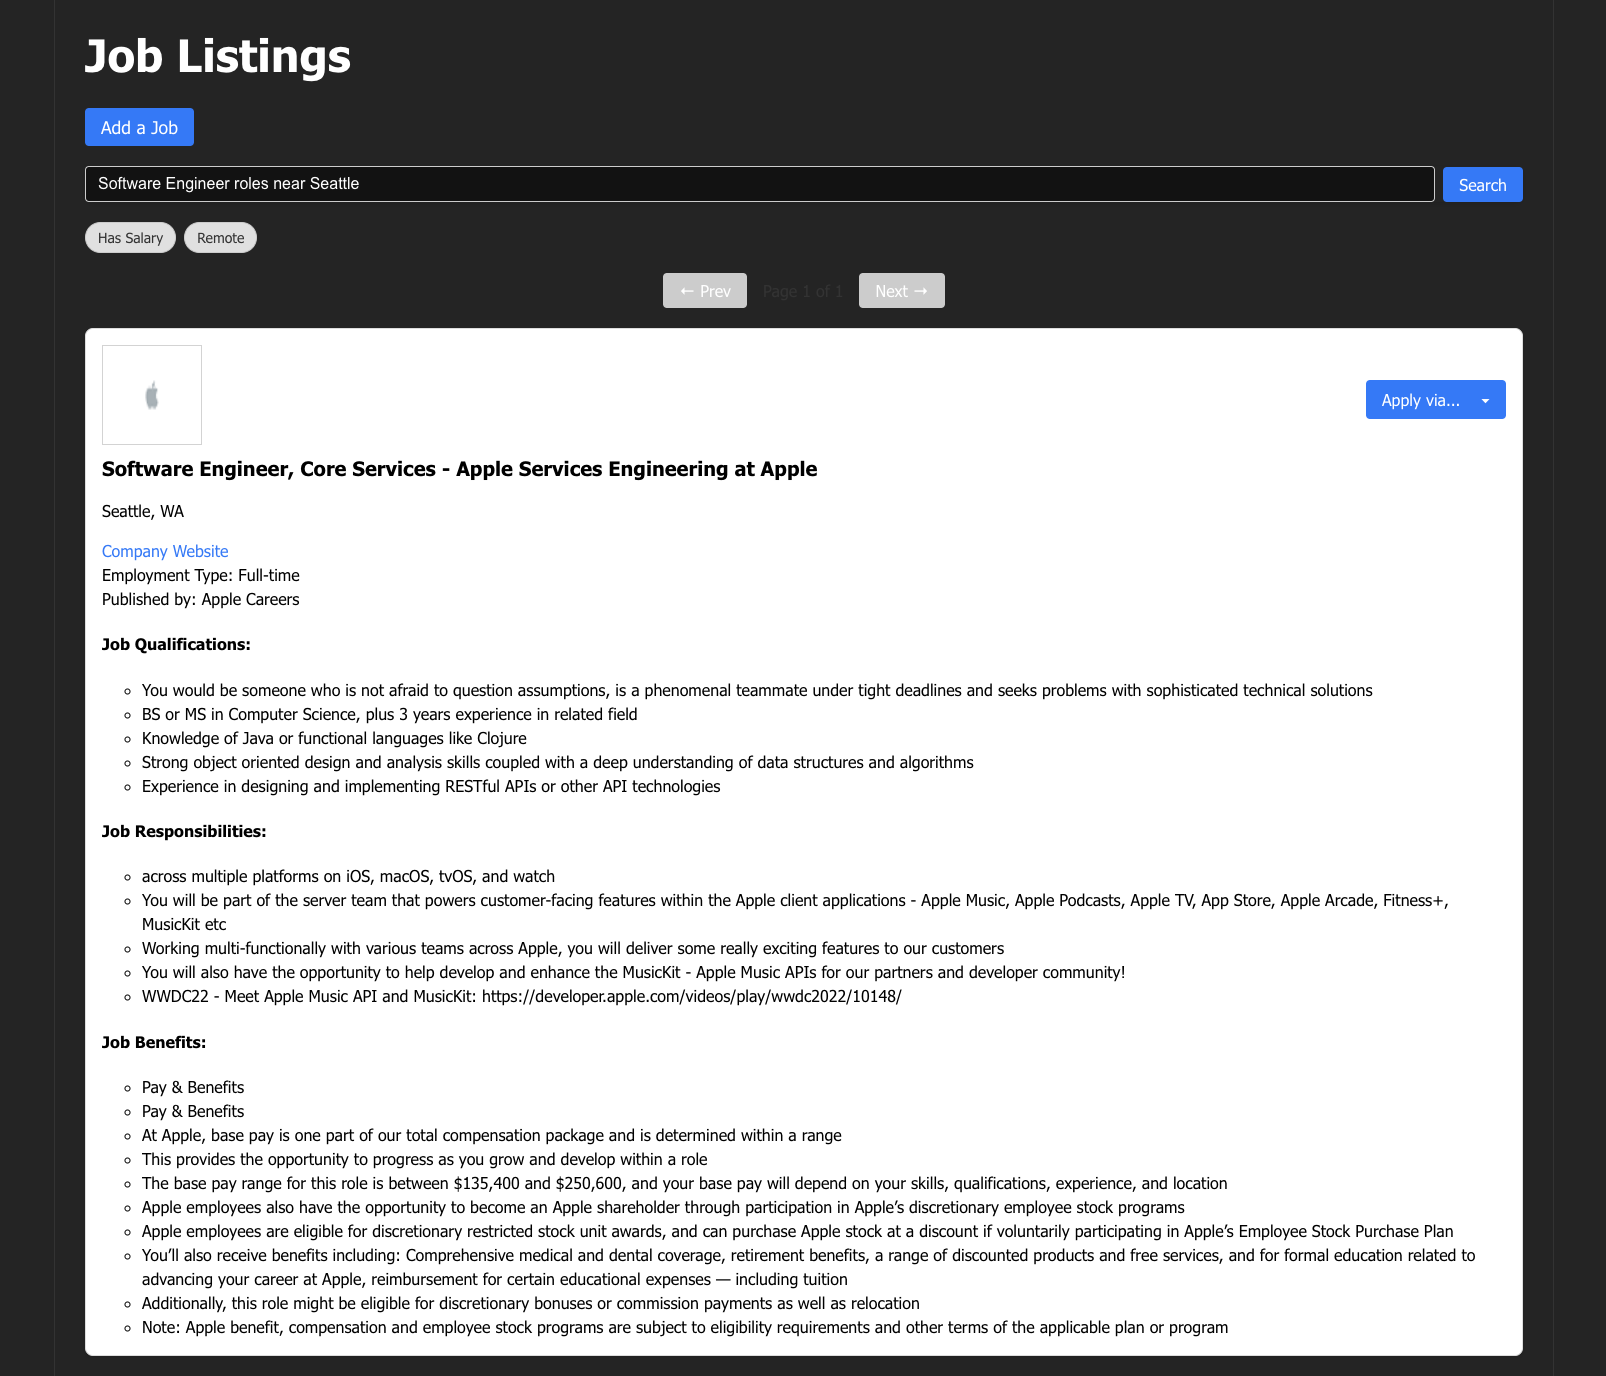 Job Listings
Add a Job
Software Engineer roles near Seattle
Search
Has Salary
Remote
← Prev
Page 1 of 1
Next →
Apply via...
Software Engineer, Core Services - Apple Services Engineering at Apple
Seattle, WA
Company Website
Employment Type: Full-time
Published by: Apple Careers
Job Qualifications:
You would be someone who is not afraid to question assumptions, is a phenomenal teammate under tight deadlines and seeks problems with sophisticated technical solutions
BS or MS in Computer Science, plus 3 years experience in related field
Knowledge of Java or functional languages like Clojure
Strong object oriented design and analysis skills coupled with a deep understanding of data structures and algorithms
Experience in designing and implementing RESTful APIs or other API technologies
Job Responsibilities:
across multiple platforms on iOS, macOS, tvOS, and watch
You will be part of the server team that powers customer-facing features within the Apple client applications - Apple Music, Apple Podcasts, Apple TV, App Store, Apple Arcade, Fitness+,
MusicKit etc
Working multi-functionally with various teams across Apple, you will deliver some really exciting features to our customers
You will also have the opportunity to help develop and enhance the MusicKit - Apple Music APIs for our partners and developer community!
WWDC22 - Meet Apple Music API and MusicKit: https://developer.apple.com/videos/play/wwdc2022/10148/
Job Benefits:
Pay & Benefits
Pay & Benefits
At Apple, base pay is one part of our total compensation package and is determined within a range
This provides the opportunity to progress as you grow and develop within a role
The base pay range for this role is between $135,400 and $250,600, and your base pay will depend on your skills, qualifications, experience, and location
Apple employees also have the opportunity to become an Apple shareholder through participation in Apple’s discretionary employee stock programs
Apple employees are eligible for discretionary restricted stock unit awards, and can purchase Apple stock at a discount if voluntarily participating in Apple’s Employee Stock Purchase Plan
You’ll also receive benefits including: Comprehensive medical and dental coverage, retirement benefits, a range of discounted products and free services, and for formal education related to
advancing your career at Apple, reimbursement for certain educational expenses — including tuition
Additionally, this role might be eligible for discretionary bonuses or commission payments as well as relocation
Note: Apple benefit, compensation and employee stock programs are subject to eligibility requirements and other terms of the applicable plan or program